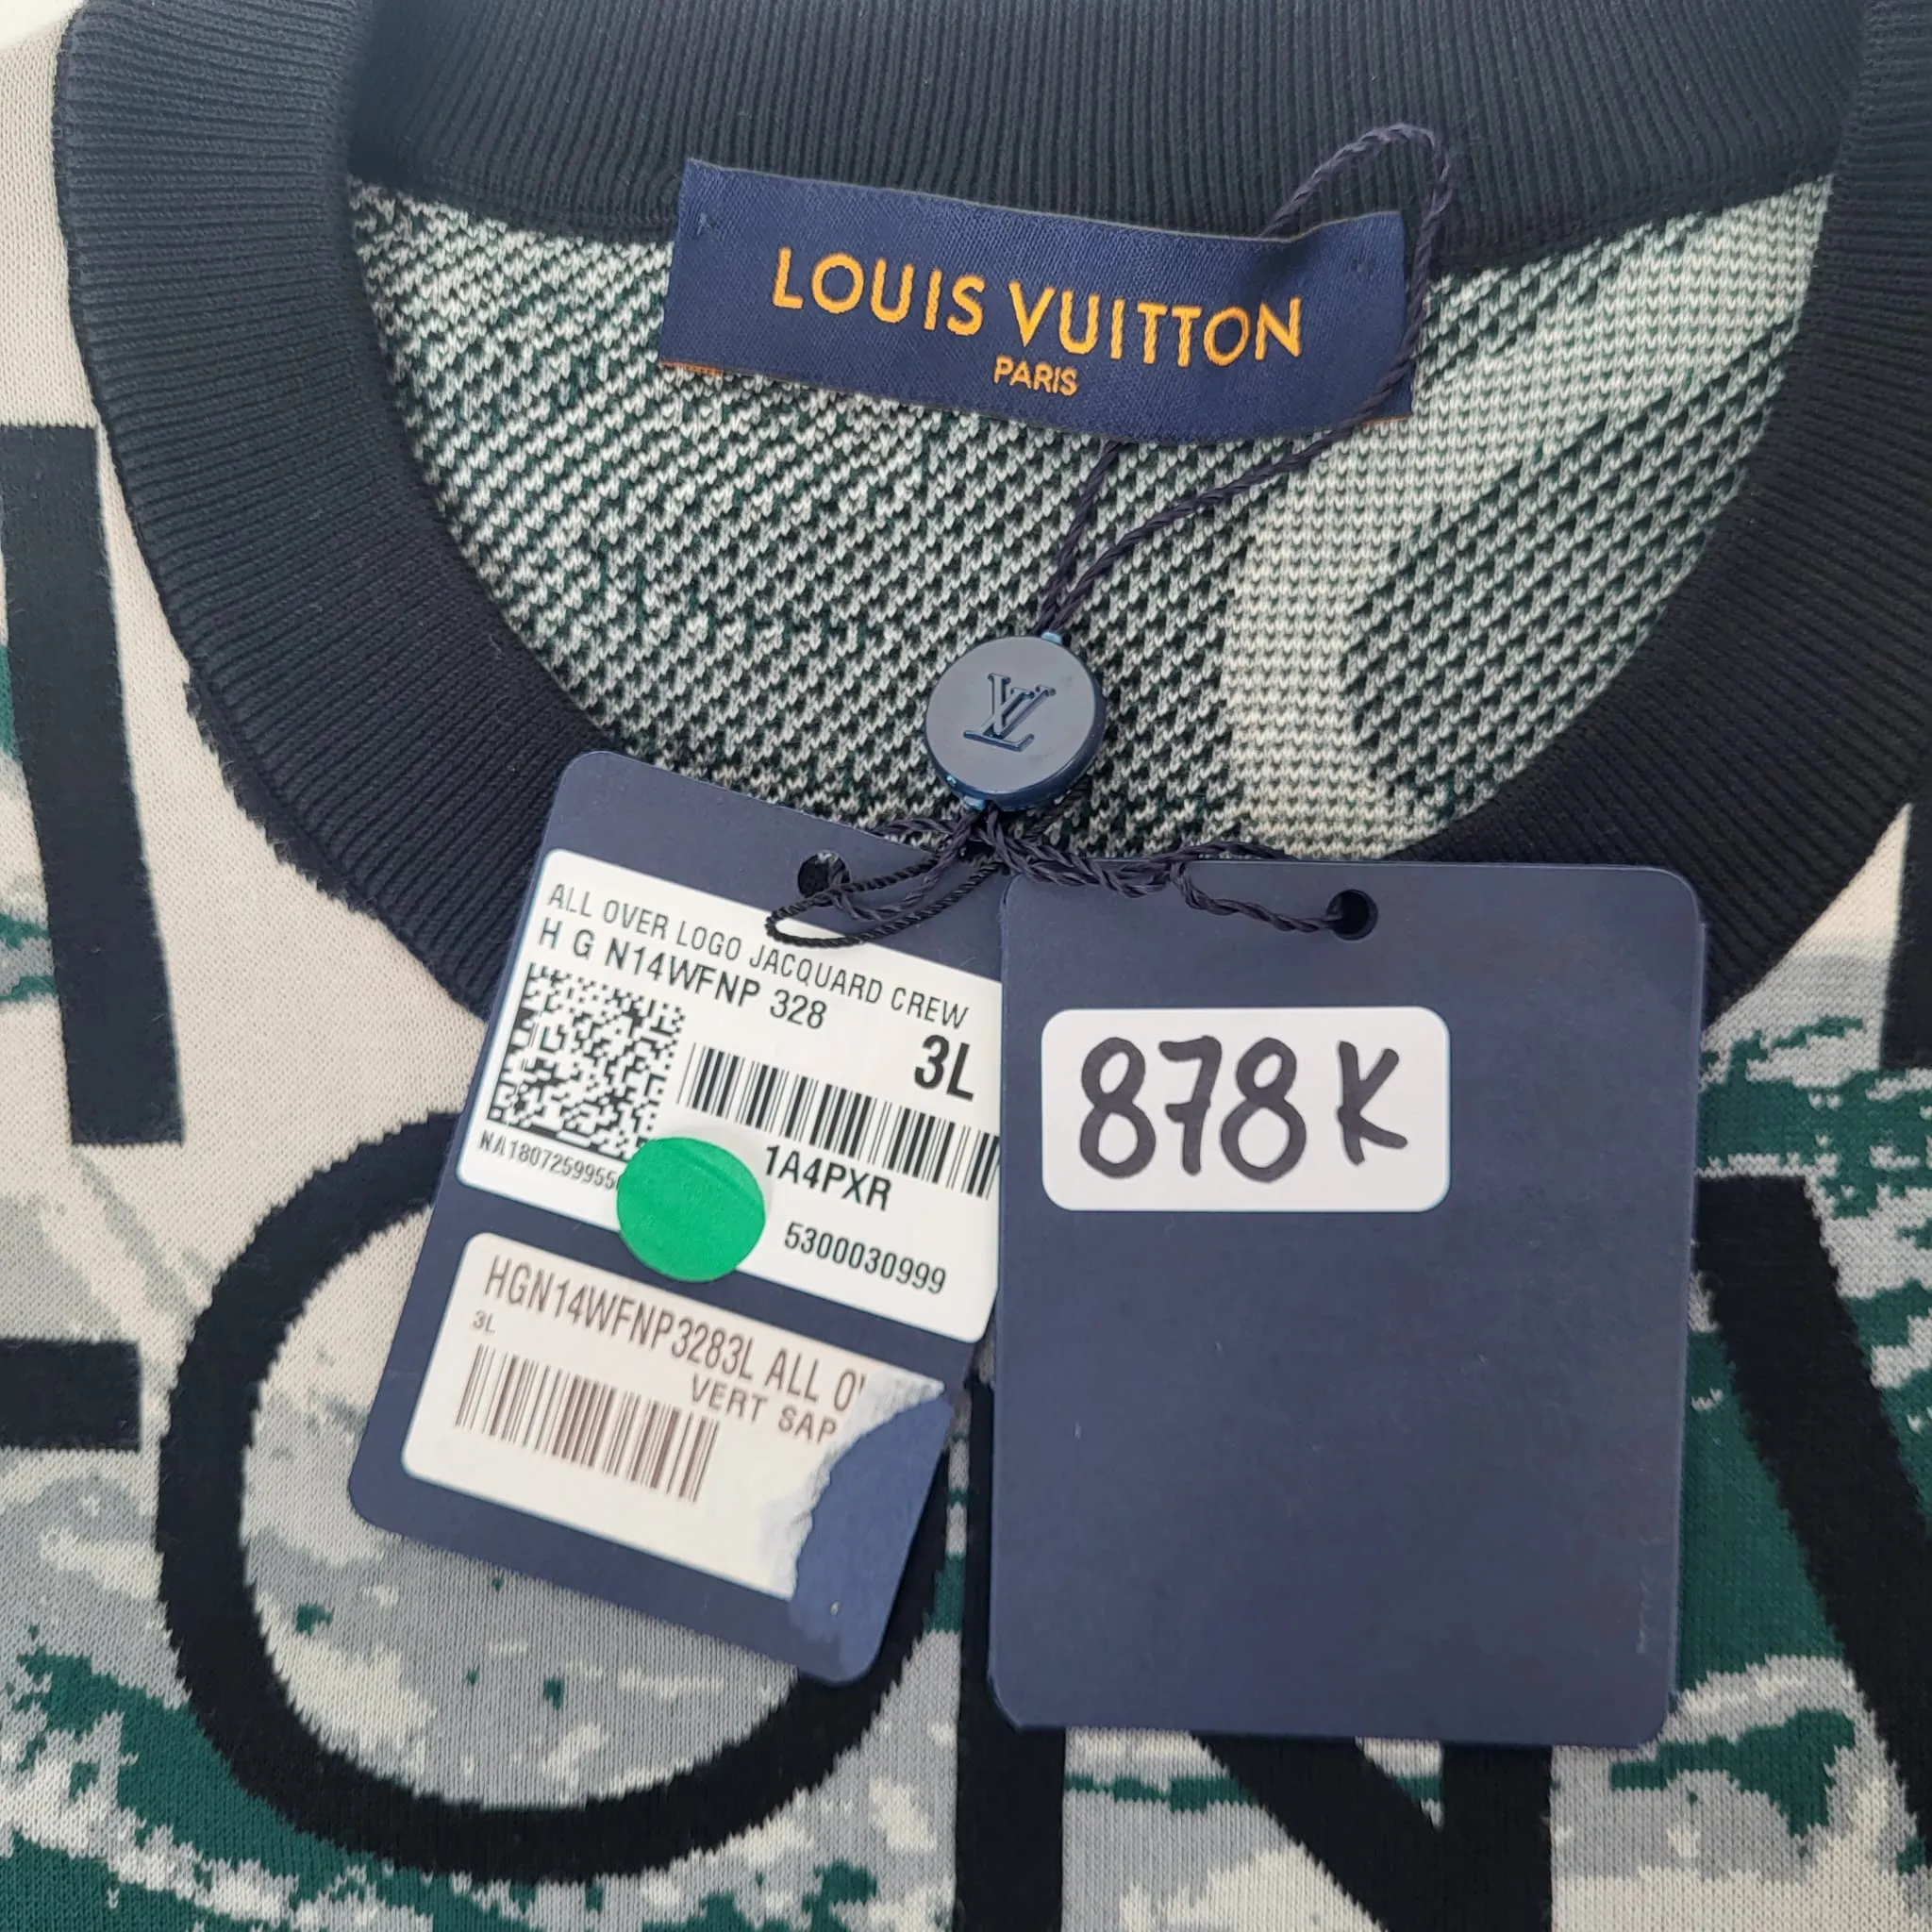 LOUIS VUITTON
PARIS
LV
ALL OVER LOGO JACQUARD CREW
H G N14WFNP 328
3L
1A4PXR
NA180725995
5300030999
HGN14WFNP3283L ALL
3L
VERT SAP
878K